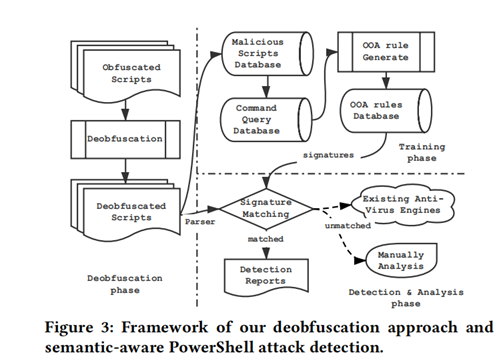 Obfuscated
Scripts
Deobfuscation
Deobfuscated
Scripts
Deobfuscation
phase
Malicious
Scripts
Database
Command
Query
Database
OOA rule
Generate
OOA rules
Database
Training
phase
signatures
Parser
Signature
Matching
matched
unmatched
Detection
Reports
Existing Anti-
Virus Engines
Manually
Analysis
Detection & Analysis
phase
Figure 3: Framework of our deobfuscation approach and
semantic-aware PowerShell attack detection.